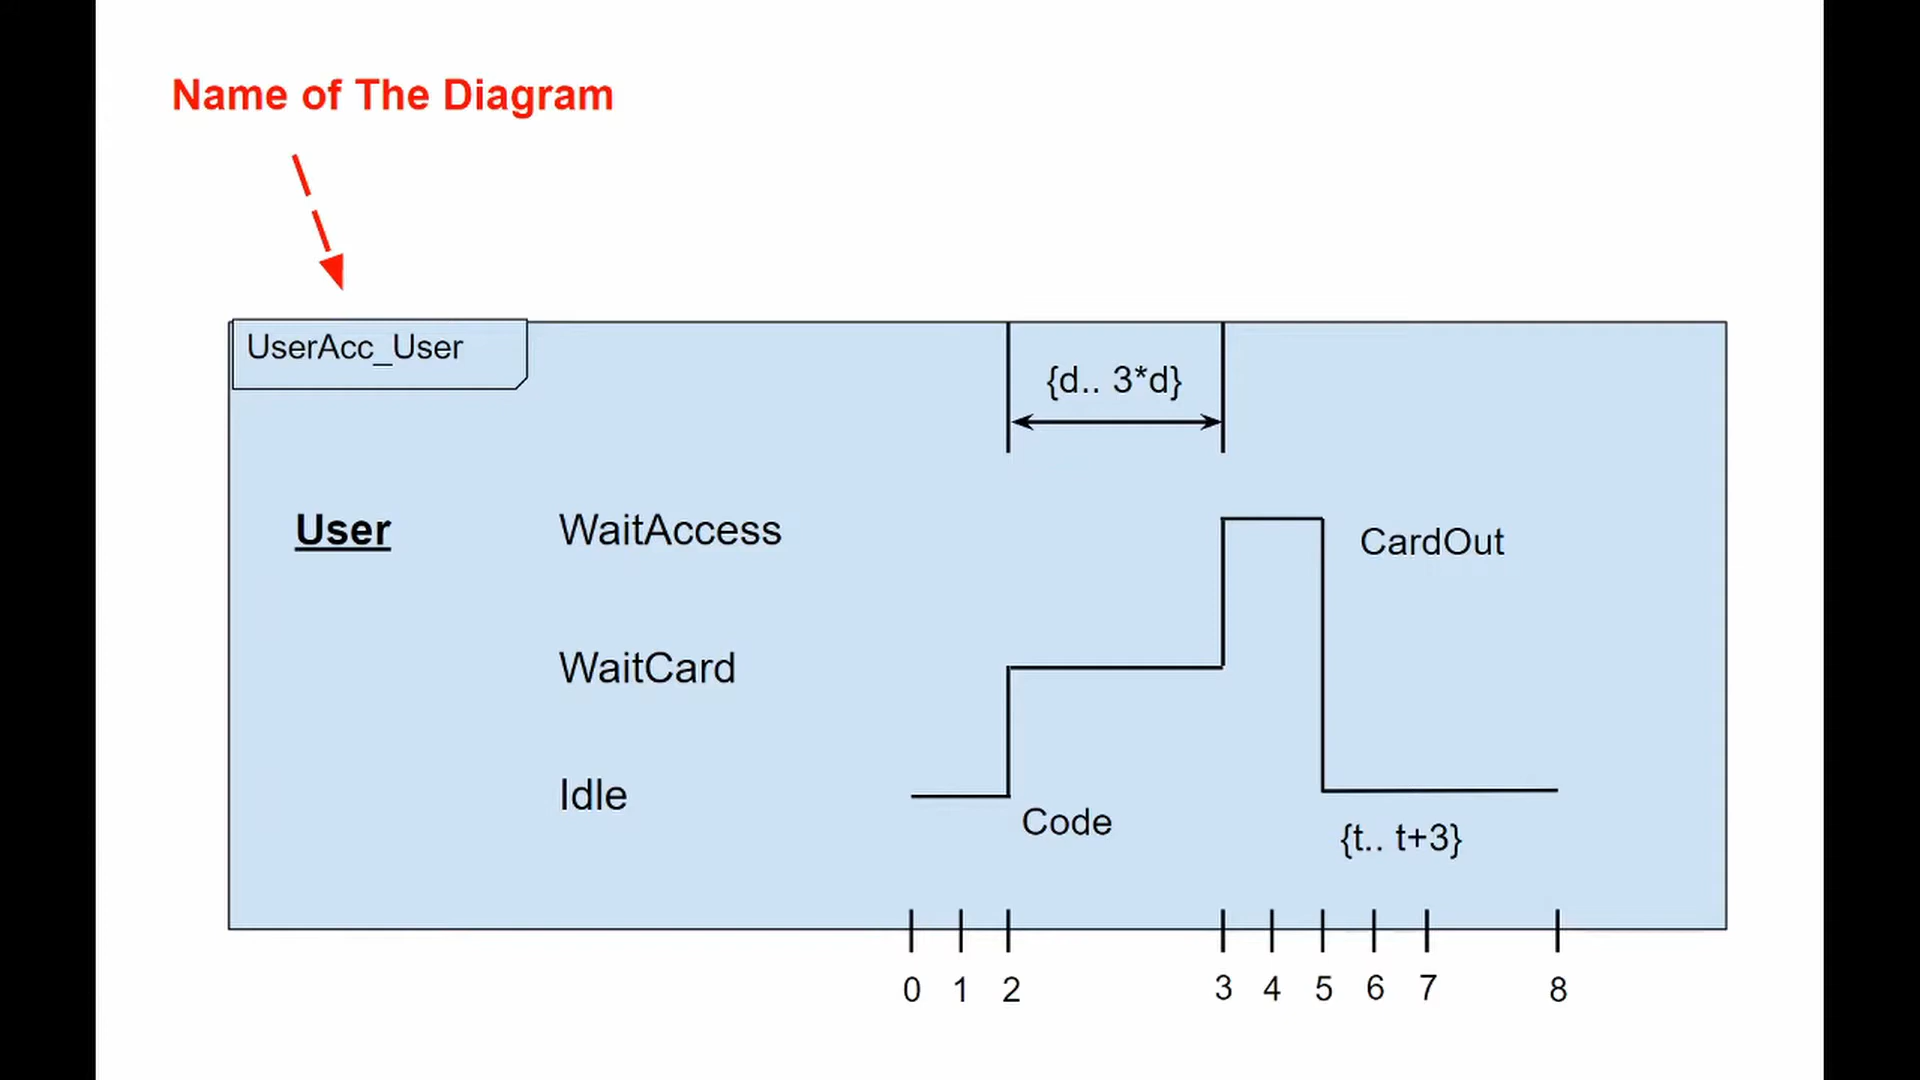 Name of The Diagram
UserAcc_User
{d.. 3*d}
User
WaitAccess
CardOut
WaitCard
Idle
Code
{t.. t+3}
0 1 2 3 4 5 6 7 8